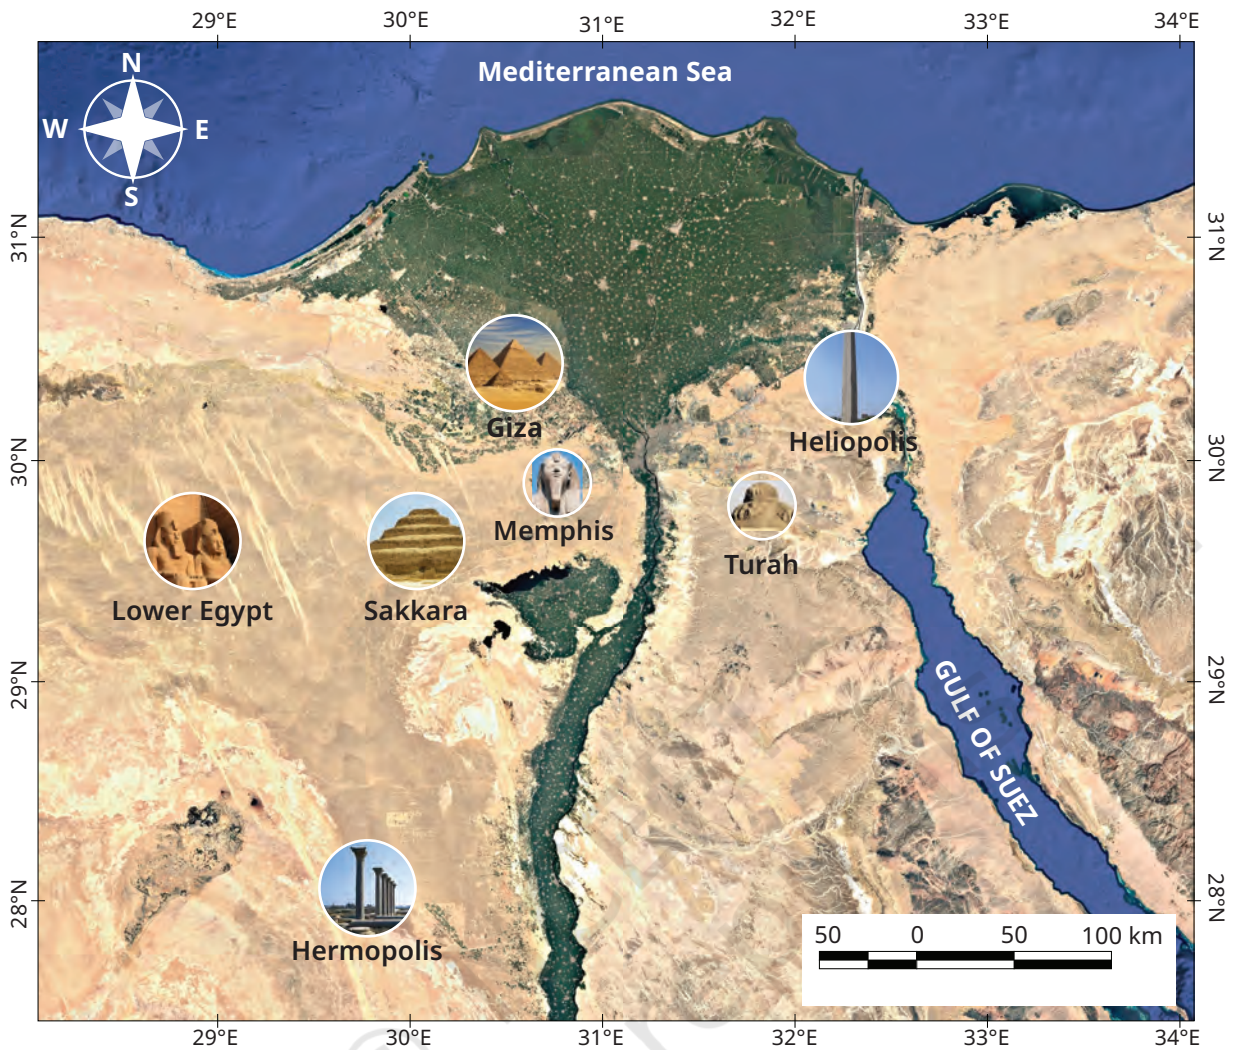 29°E 30°E 31°E 32°E 33°E 34°E
N
W E
S
Mediterranean Sea
31°N 31°N
Giza
Heliopolis
30°N 30°N
Memphis
Turah
Lower Egypt
Sakkara
29°N 29°N
GULF OF SUEZ
28°N 28°N
Hermopolis
50 0 50 100 km
29°E 30°E 31°E 32°E 33°E 34°E